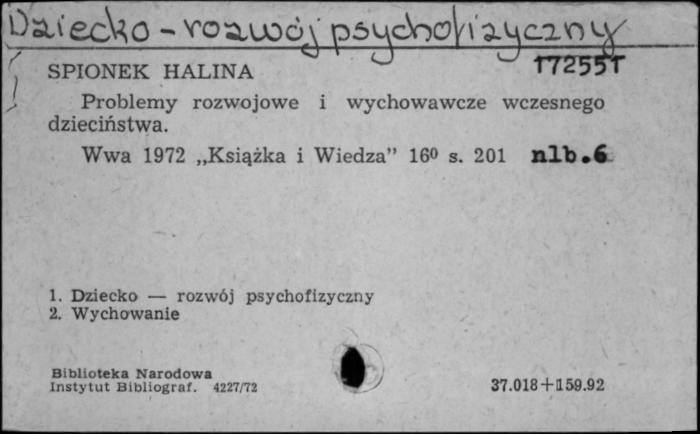 Dziecko - rozwój psychofizyczny
SPIONEK HALINA 172551
Problemy rozwojowe i wychowawcze wczesnego
dzieciństwa.
Wwa 1972 „Książka i Wiedza” 16⁰ s. 201 nlb.6
1. Dziecko — rozwój psychofizyczny
2. Wychowanie
Biblioteka Narodowa
Instytut Bibliograf. 4227/72 37.018+159.92